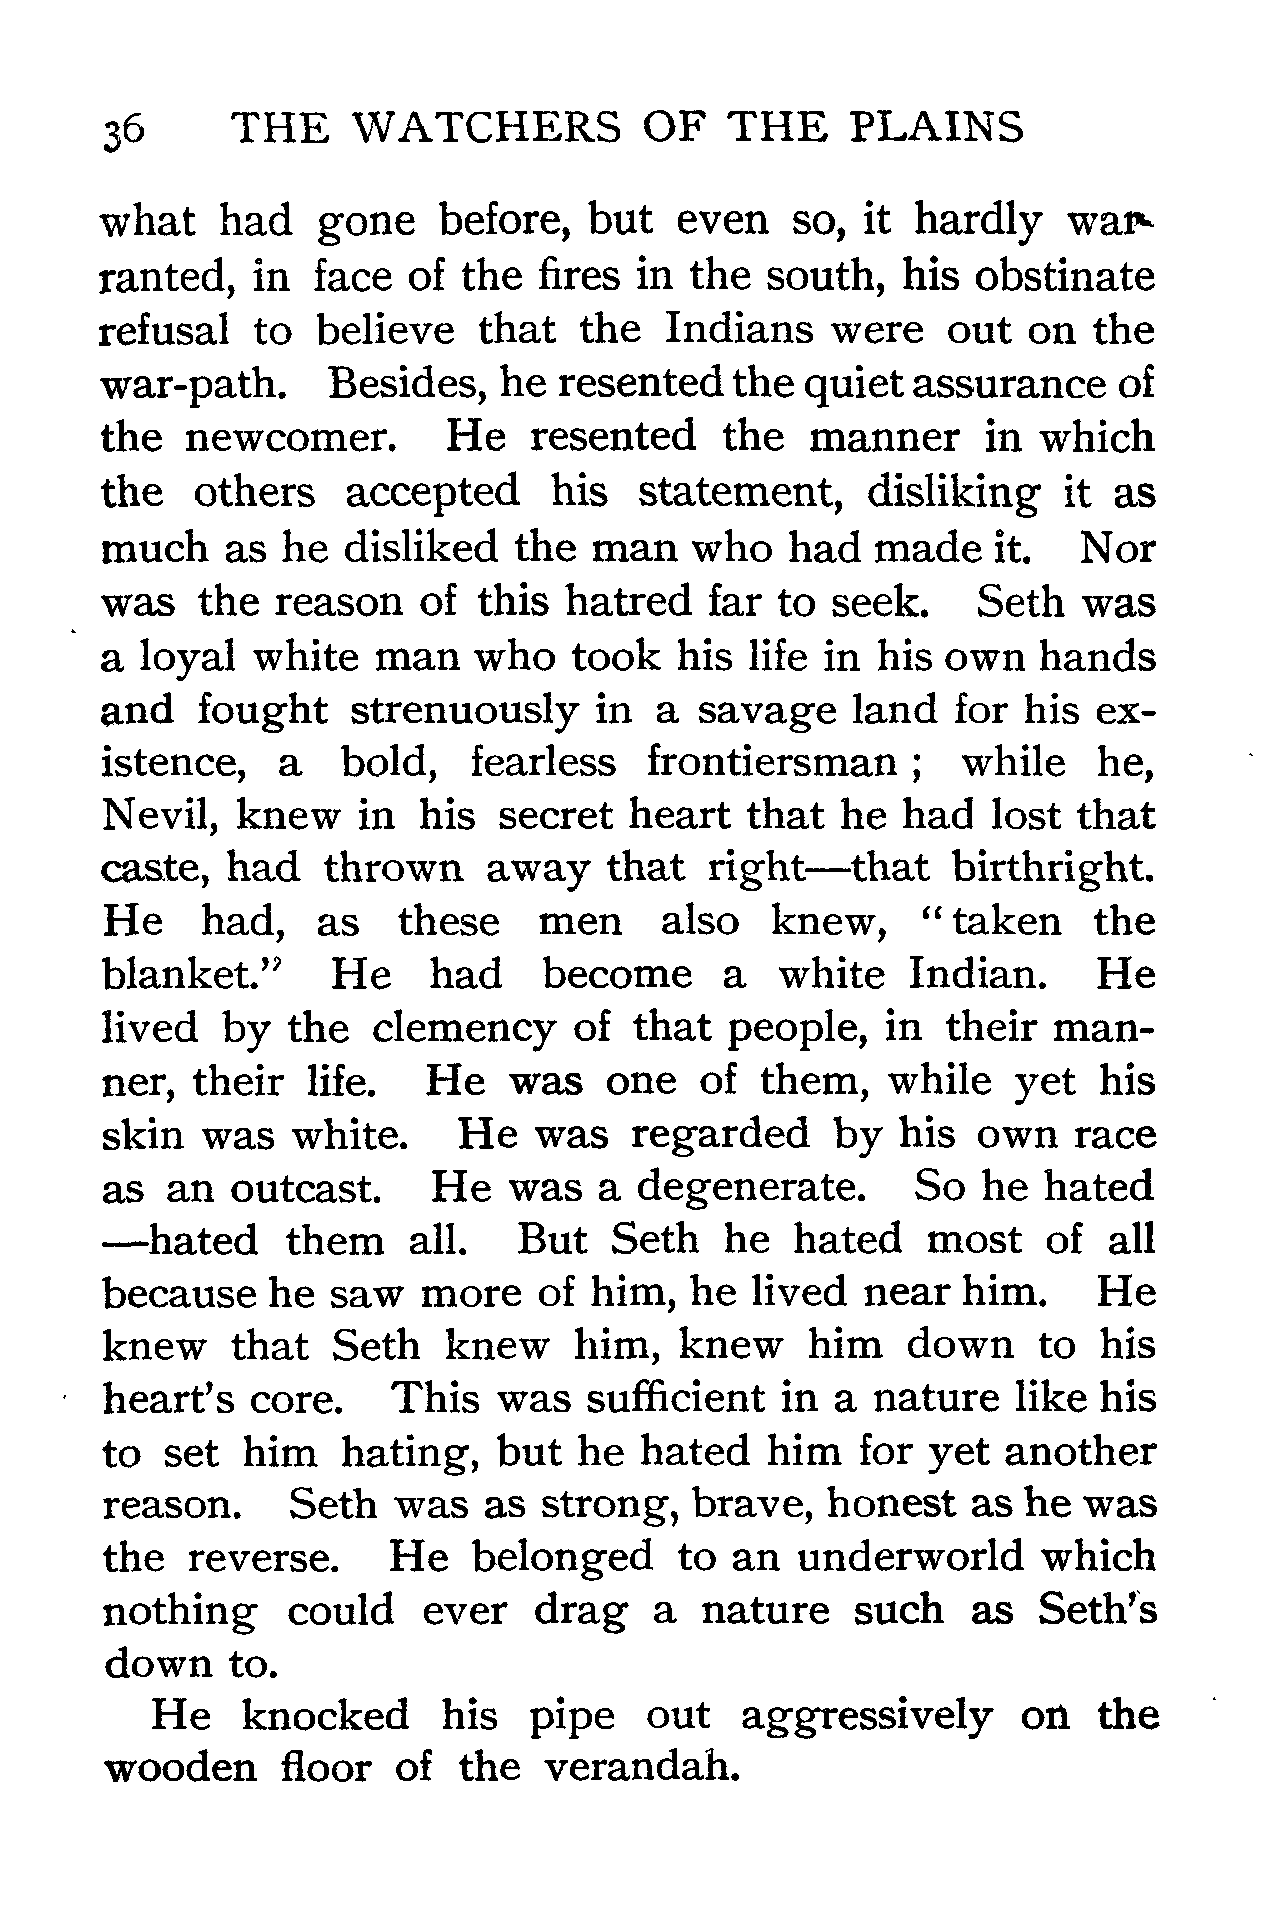 36 THE WATCHERS OF THE PLAINS
what had gone before, but even so, it hardly war-
ranted, in face of the fires in the south, his obstinate
refusal to believe that the Indians were out on the
war-path. Besides, he resented the quiet assurance of
the newcomer. He resented the manner in which
the others accepted his statement, disliking it as
much as he disliked the man who had made it. Nor
was the reason of this hatred far to seek. Seth was
a loyal white man who took his life in his own hands
and fought strenuously in a savage land for his ex-
istence, a bold, fearless frontiersman ; while he,
Nevil, knew in his secret heart that he had lost that
caste, had thrown away that right—that birthright.
He had, as these men also knew, “ taken the
blanket.” He had become a white Indian. He
lived by the clemency of that people, in their man-
ner, their life. He was one of them, while yet his
skin was white. He was regarded by his own race
as an outcast. He was a degenerate. So he hated
—hated them all. But Seth he hated most of all
because he saw more of him, he lived near him. He
knew that Seth knew him, knew him down to his
heart’s core. This was sufficient in a nature like his
to set him hating, but he hated him for yet another
reason. Seth was as strong, brave, honest as he was
the reverse. He belonged to an underworld which
nothing could ever drag a nature such as Seth’s
down to.
He knocked his pipe out aggressively on the
wooden floor of the verandah.